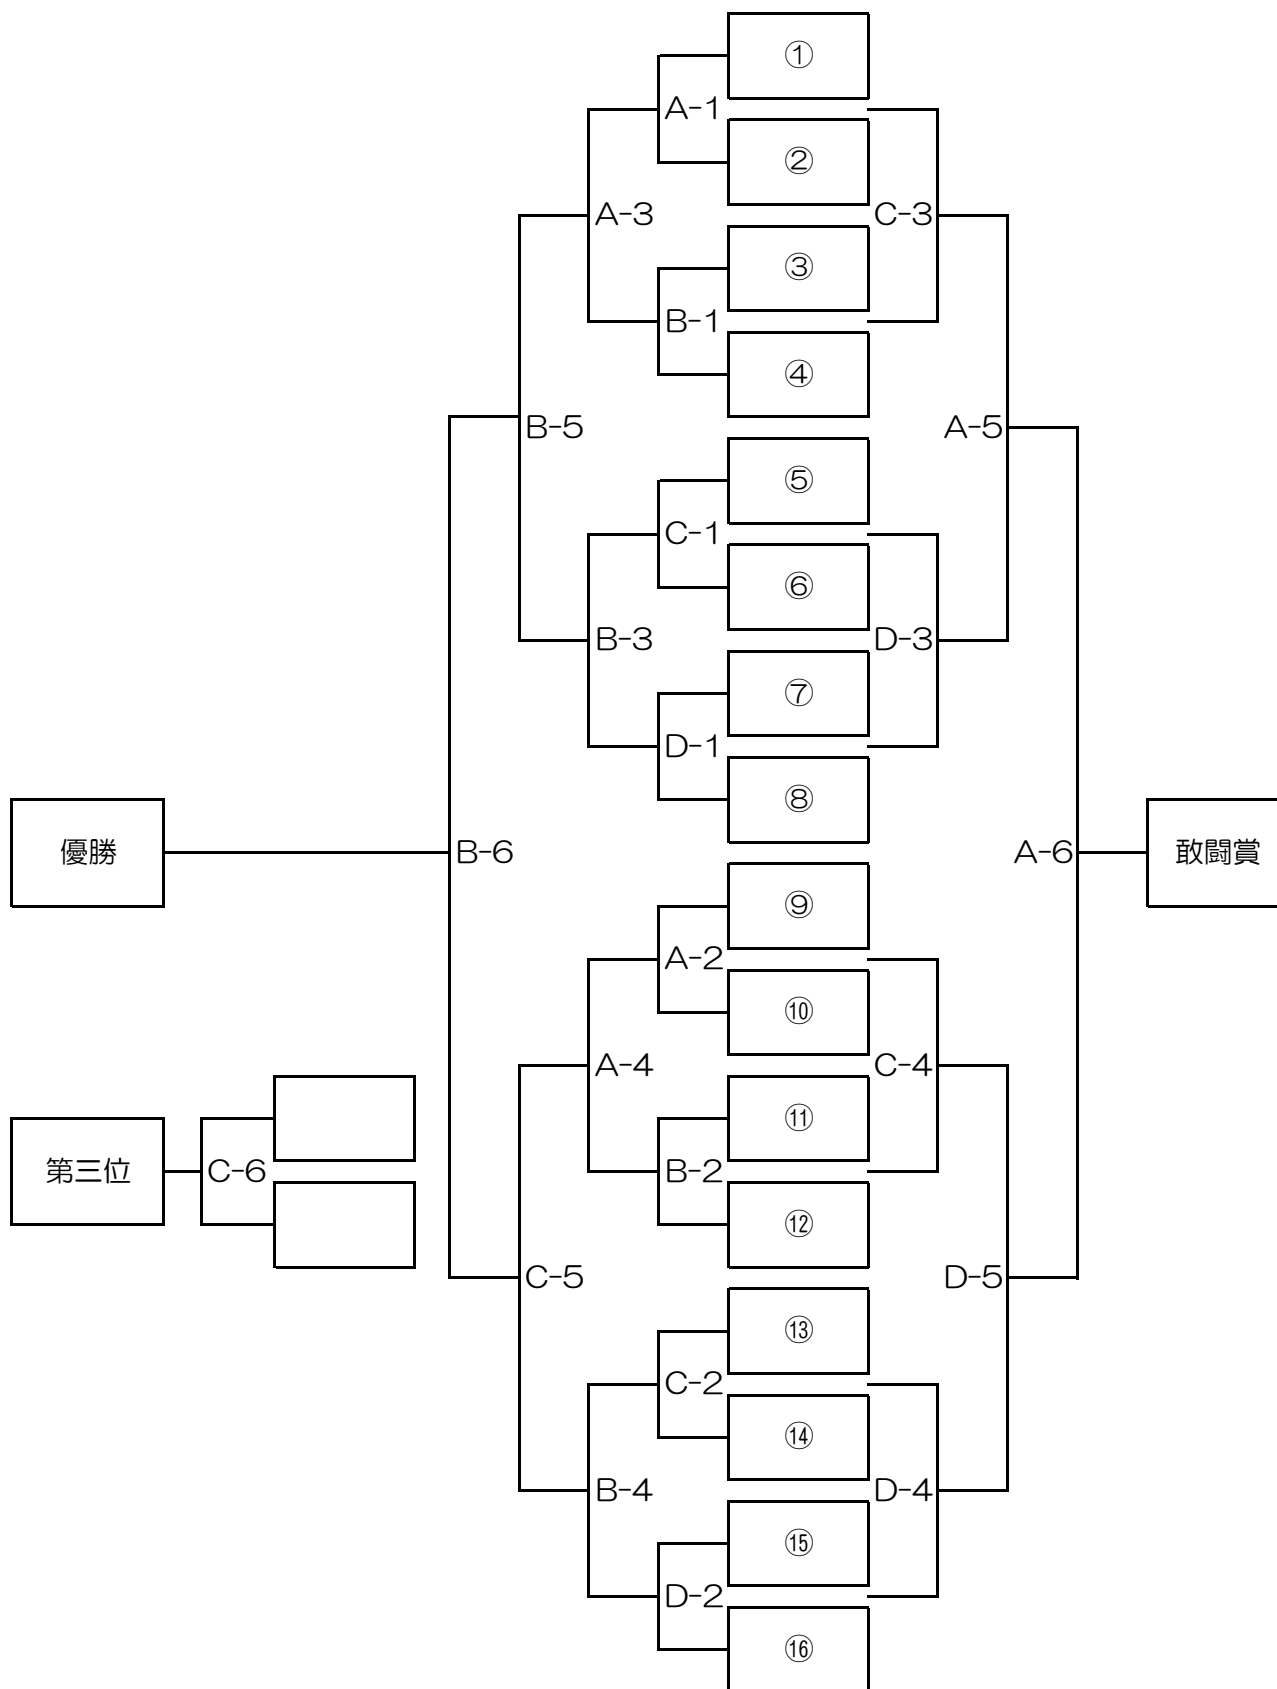 ①
A-1
②
A-3
C-3
③
B-1
④
B-5
A-5
⑤
C-1
⑥
B-3
D-3
⑦
D-1
⑧
優勝
B-6
A-6
敢闘賞
⑨
A-2
⑩
A-4
C-4
⑪
第三位
C-6
B-2
⑫
C-5
D-5
⑬
C-2
⑭
B-4
D-4
⑮
D-2
⑯